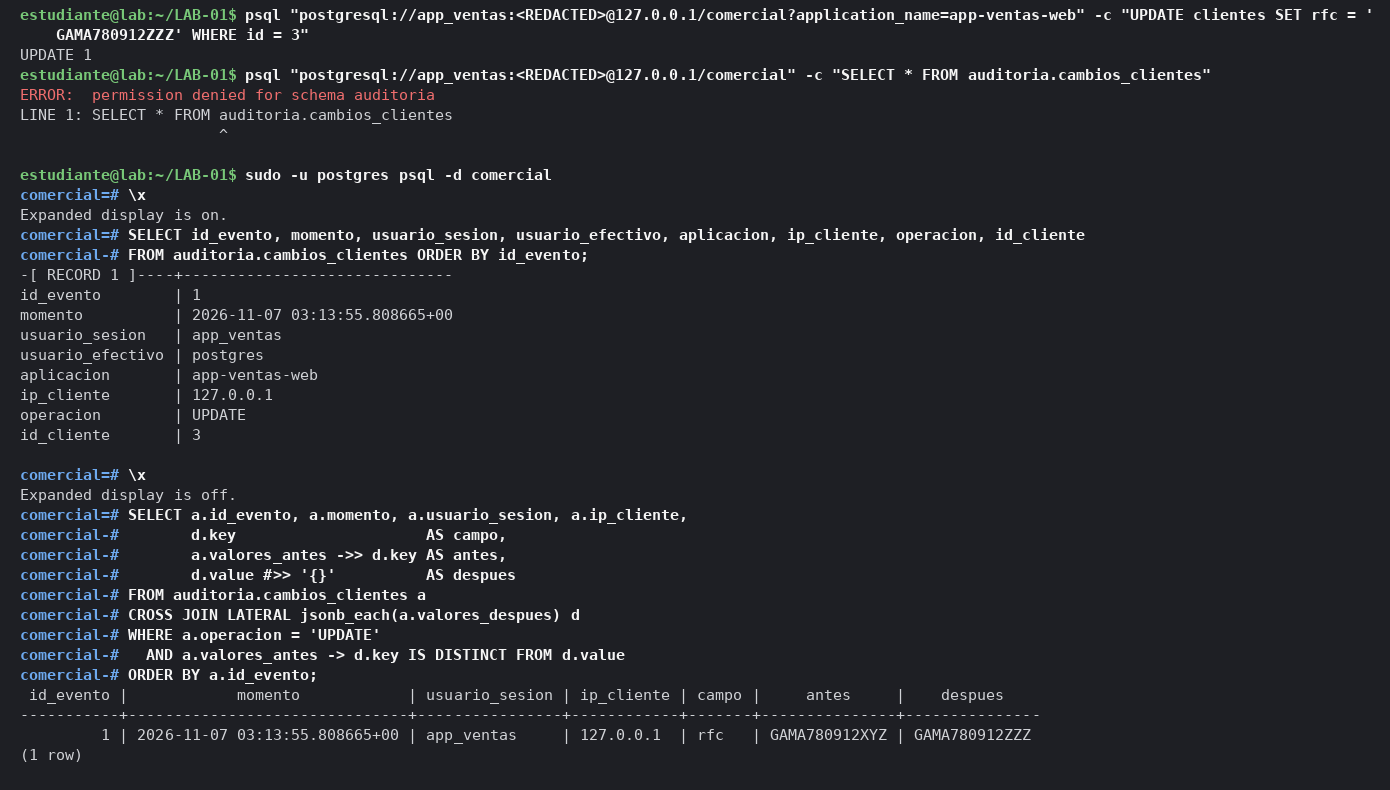 estudiante@lab:~/LAB-01$ psql "postgresql://app_ventas:<REDACTED>@127.0.0.1/comercial?application_name=app-ventas-web" -c "UPDATE clientes SET rfc = '
    GAMA780912ZZZ' WHERE id = 3"
UPDATE 1
estudiante@lab:~/LAB-01$ psql "postgresql://app_ventas:<REDACTED>@127.0.0.1/comercial" -c "SELECT * FROM auditoria.cambios_clientes"
ERROR:  permission denied for schema auditoria
LINE 1: SELECT * FROM auditoria.cambios_clientes
                      ^
estudiante@lab:~/LAB-01$ sudo -u postgres psql -d comercial
comercial=# \x
Expanded display is on.
comercial=# SELECT id_evento, momento, usuario_sesion, usuario_efectivo, aplicacion, ip_cliente, operacion, id_cliente
comercial-# FROM auditoria.cambios_clientes ORDER BY id_evento;
-[ RECORD 1 ]----+------------------------------
id_evento        | 1
momento          | 2026-11-07 03:13:55.808665+00
usuario_sesion   | app_ventas
usuario_efectivo | postgres
aplicacion       | app-ventas-web
ip_cliente       | 127.0.0.1
operacion        | UPDATE
id_cliente       | 3
comercial=# \x
Expanded display is off.
comercial=# SELECT a.id_evento, a.momento, a.usuario_sesion, a.ip_cliente,
comercial-#        d.key                     AS campo,
comercial-#        a.valores_antes ->> d.key AS antes,
comercial-#        d.value #>> '{}'          AS despues
comercial-# FROM auditoria.cambios_clientes a
comercial-# CROSS JOIN LATERAL jsonb_each(a.valores_despues) d
comercial-# WHERE a.operacion = 'UPDATE'
comercial-#   AND a.valores_antes -> d.key IS DISTINCT FROM d.value
comercial-# ORDER BY a.id_evento;
 id_evento |            momento            | usuario_sesion | ip_cliente | campo |     antes     |    despues
-----------+-------------------------------+----------------+------------+-------+---------------+---------------
         1 | 2026-11-07 03:13:55.808665+00 | app_ventas     | 127.0.0.1  | rfc   | GAMA780912XYZ | GAMA780912ZZZ
(1 row)